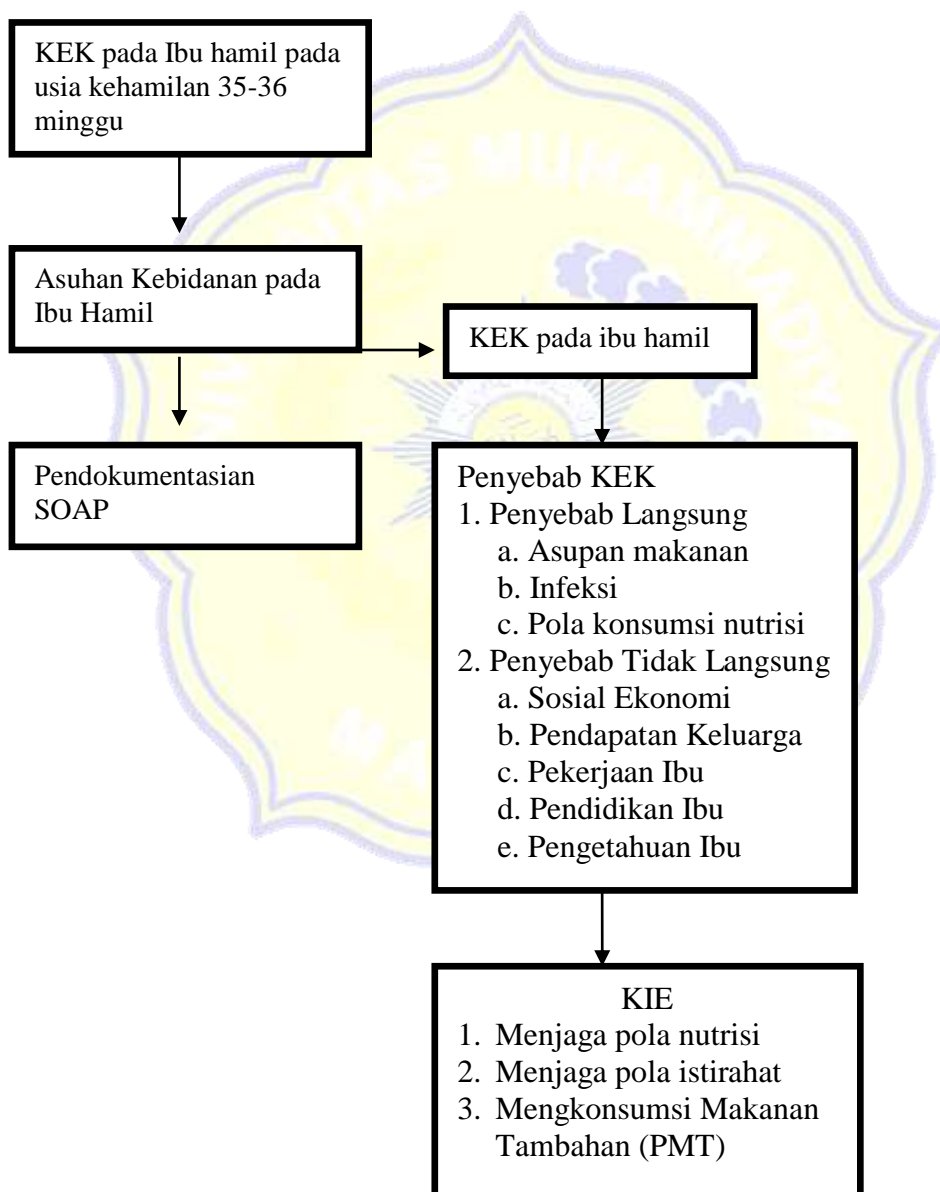 KEK pada Ibu hamil pada
usia kehamilan 35-36
minggu
Asuhan Kebidanan pada
Ibu Hamil
KEK pada ibu hamil
Pendokumentasian
SOAP
Penyebab KEK
1. Penyebab Langsung
a. Asupan makanan
b. Infeksi
c. Pola konsumsi nutrisi
2. Penyebab Tidak Langsung
a. Sosial Ekonomi
b. Pendapatan Keluarga
c. Pekerjaan Ibu
d. Pendidikan Ibu
e. Pengetahuan Ibu
KIE
1. Menjaga pola nutrisi
2. Menjaga pola istirahat
3. Mengkonsumsi Makanan
Tambahan (PMT)